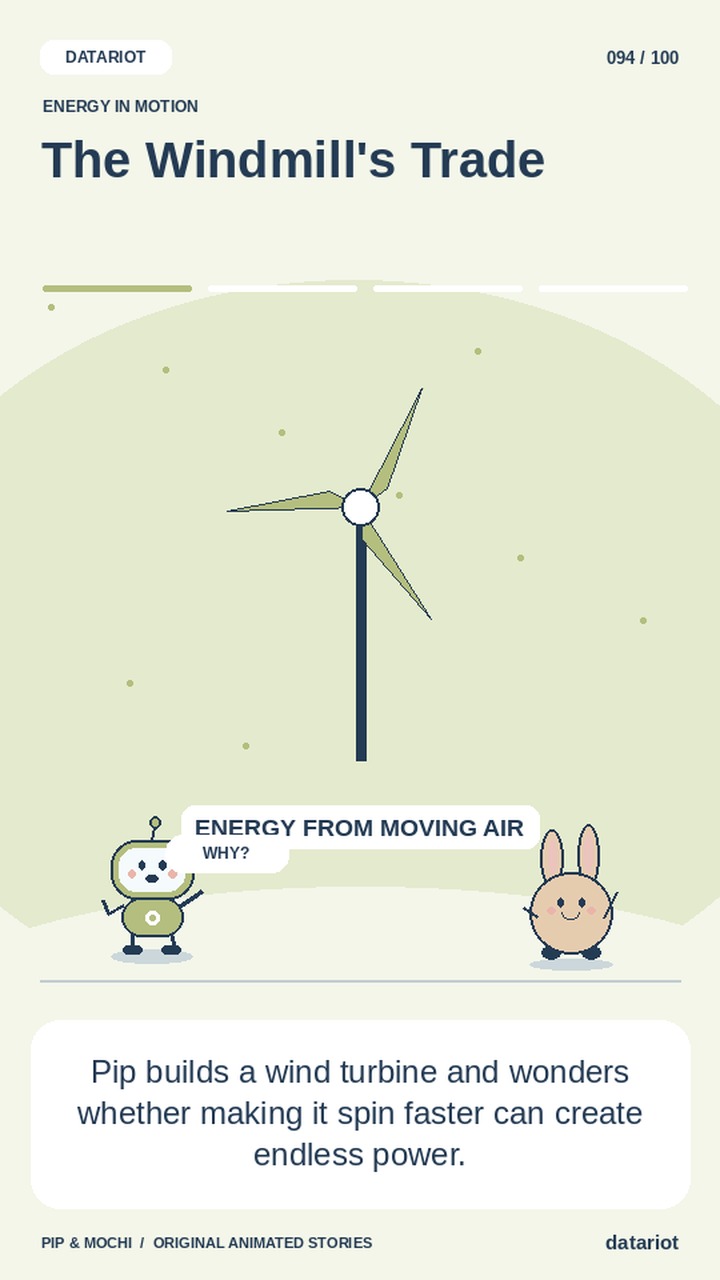 DATARIOT
094 / 100
ENERGY IN MOTION
The Windmill's Trade
ENERGY FROM MOVING AIR
WHY?
Pip builds a wind turbine and wonders
whether making it spin faster can create
endless power.
PIP & MOCHI / ORIGINAL ANIMATED STORIES
datariot